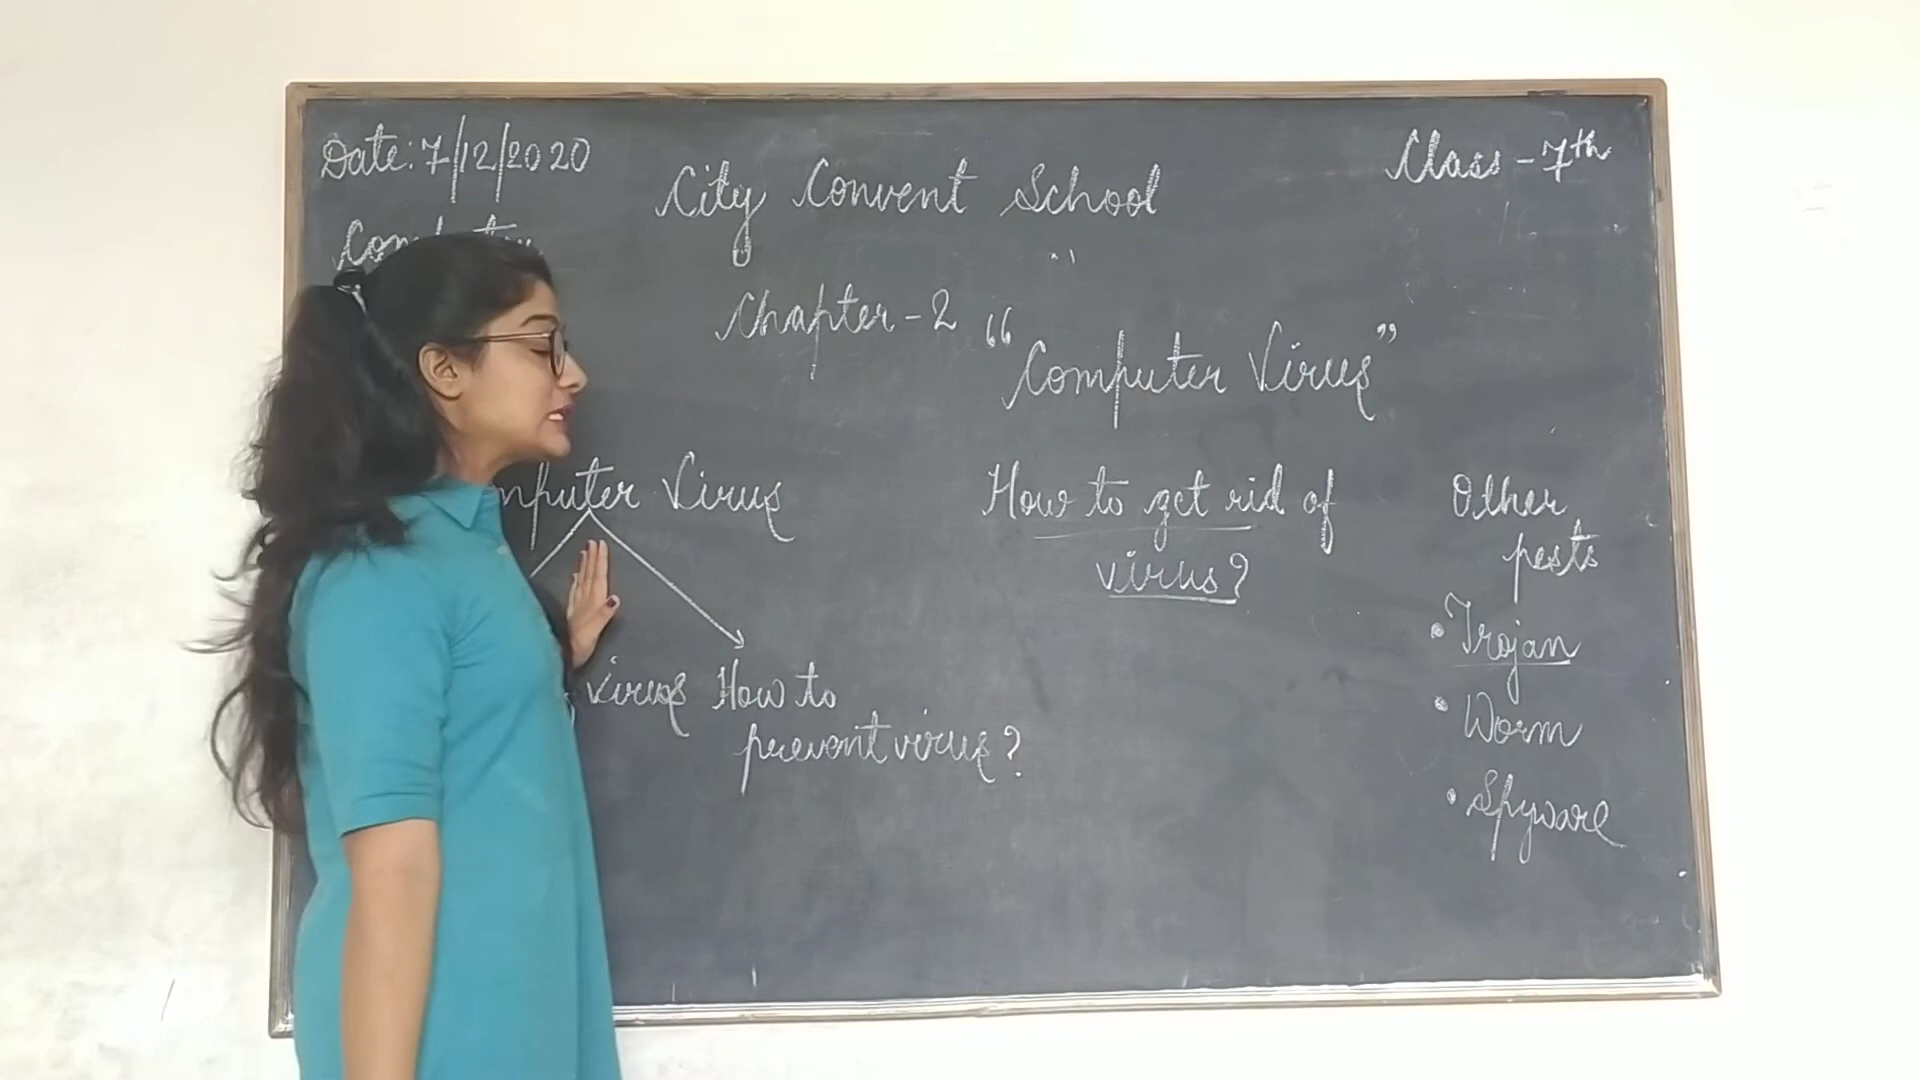 Date: 7/12/2020
City Convent School
Class - 7th
Chapter - 2
"Computer Virus"
Virus
How to get rid of
virus?
Other
pests
• Trojan
• Worm
• Spyware
Virus
How to
prevent virus?